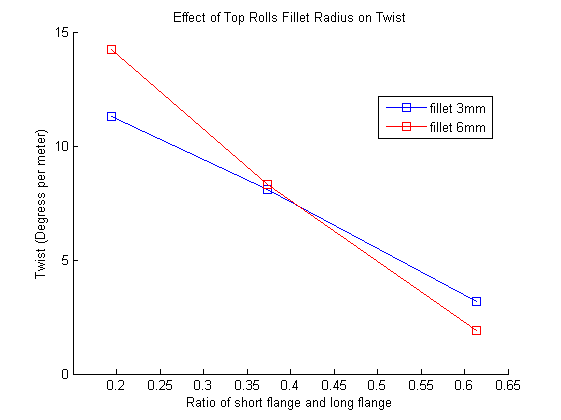 Effect of Top Rolls Fillet Radius on Twist
15
10
5
0
Twist (Degress per meter)
fillet 3mm
fillet 6mm
0.2 0.25 0.3 0.35 0.4 0.45 0.5 0.55 0.6 0.65
Ratio of short flange and long flange